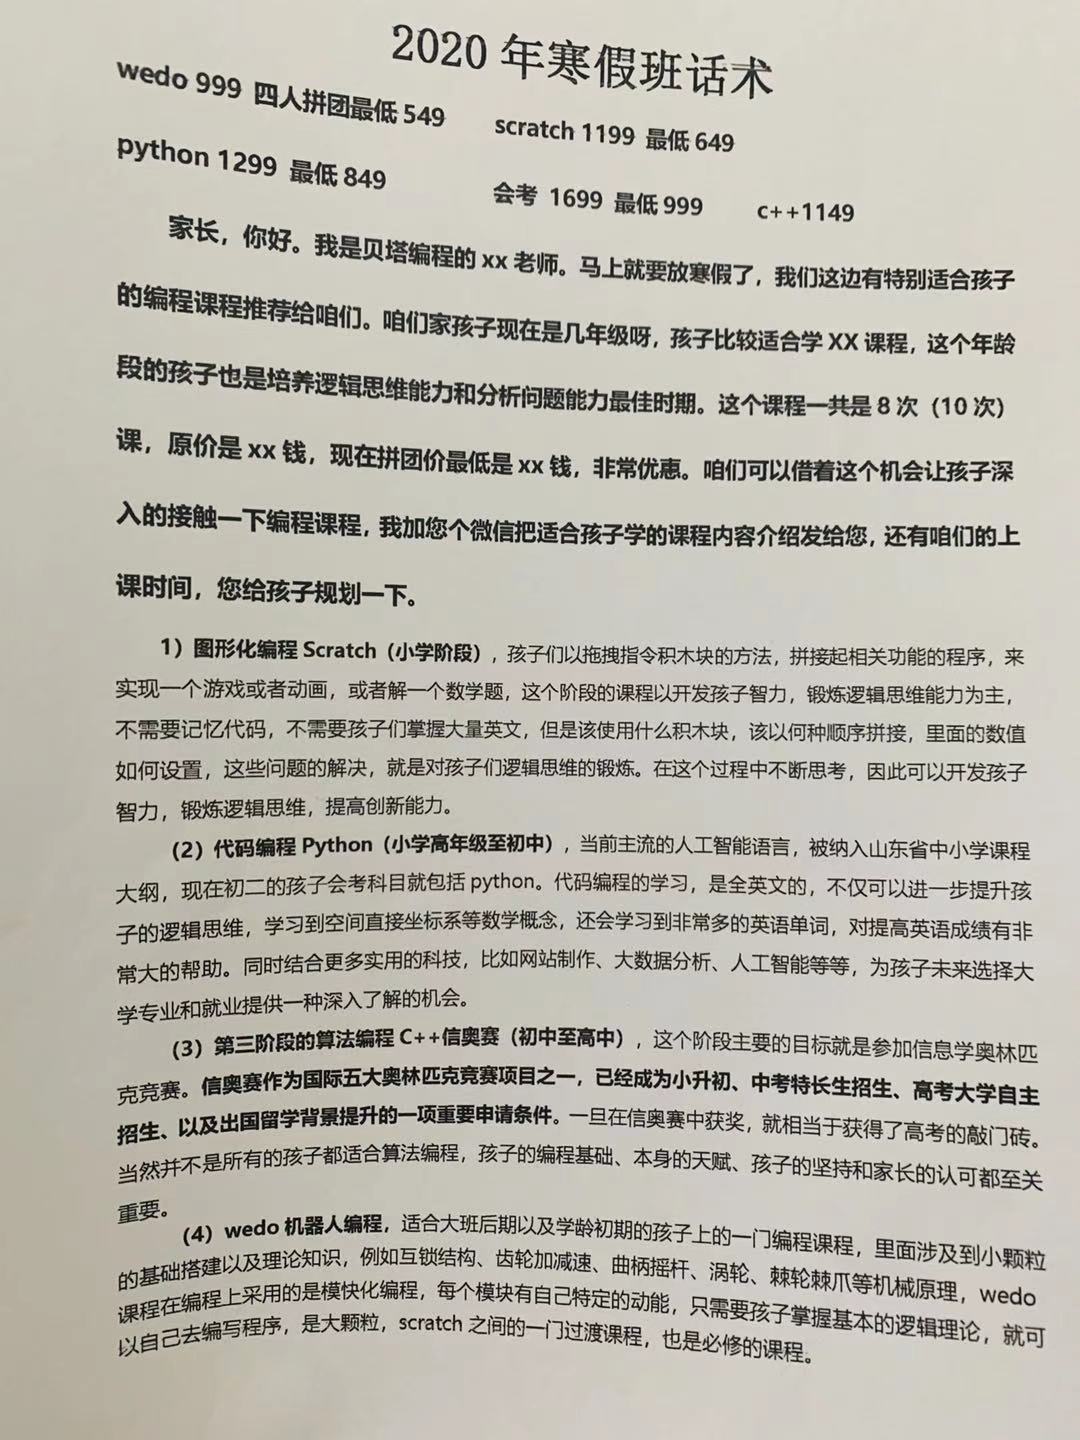 2020 年寒假班话术
wedo 999 四人拼团最低 549 scratch 1199 最低 649
python 1299 最低 849 会考 1699 最低 999 c++1149
家长，你好。我是贝塔编程的 xx 老师。马上就要放寒假了，我们这边有特别适合孩子
的编程课程推荐给咱们。咱们家孩子现在是几年级呀，孩子比较适合学 XX 课程，这个年龄
段的孩子也是培养逻辑思维能力和分析问题能力最佳时期。这个课程一共是 8 次（10 次）
课，原价是 xx 钱，现在拼团价最低是 xx 钱，非常优惠。咱们可以借着这个机会让孩子深
入的接触一下编程课程，我加您个微信把适合孩子学的课程内容介绍发给您，还有咱们的上
课时间，您给孩子规划一下。
1）图形化编程 Scratch（小学阶段），孩子们以拖拽指令积木块的方法，拼接起相关功能的程序，来
实现一个游戏或者动画，或者解一个数学题，这个阶段的课程以开发孩子智力，锻炼逻辑思维能力为主，
不需要记忆代码，不需要孩子们掌握大量英文，但是该使用什么积木块，该以何种顺序拼接，里面的数值
如何设置，这些问题的解决，就是对孩子们逻辑思维的锻炼。在这个过程中不断思考，因此可以开发孩子
智力，锻炼逻辑思维，提高创新能力。
（2）代码编程 Python（小学高年级至初中），当前主流的人工智能语言，被纳入山东省中小学课程
大纲，现在初二的孩子会考科目就包括 python。代码编程的学习，是全英文的，不仅可以进一步提升孩
子的逻辑思维，学习到空间直接坐标系等数学概念，还会学习到非常多的英语单词，对提高英语成绩有非
常大的帮助。同时结合更多实用的科技，比如网站制作、大数据分析、人工智能等等，为孩子未来选择大
学专业和就业提供一种深入了解的机会。
（3）第三阶段的算法编程 C++信奥赛（初中至高中），这个阶段主要的目标就是参加信息学奥林匹
克竞赛。信奥赛作为国际五大奥林匹克竞赛项目之一，已经成为小升初、中考特长生招生、高考大学自主
招生、以及出国留学背景提升的一项重要申请条件。一旦在信奥赛中获奖，就相当于获得了高考的敲门砖。
当然并不是所有的孩子都适合算法编程，孩子的编程基础、本身的天赋、孩子的坚持和家长的认可都至关
重要。
（4）wedo 机器人编程，适合大班后期以及学龄初期的孩子上的一门编程课程，里面涉及到小颗粒
的基础搭建以及理论知识，例如互锁结构、齿轮加减速、曲柄摇杆、涡轮、棘轮棘爪等机械原理，wedo
课程在编程上采用的是模快化编程，每个模块有自己特定的动能，只需要孩子掌握基本的逻辑理论，就可
以自己去编写程序，是大颗粒，scratch 之间的一门过渡课程，也是必修的课程。